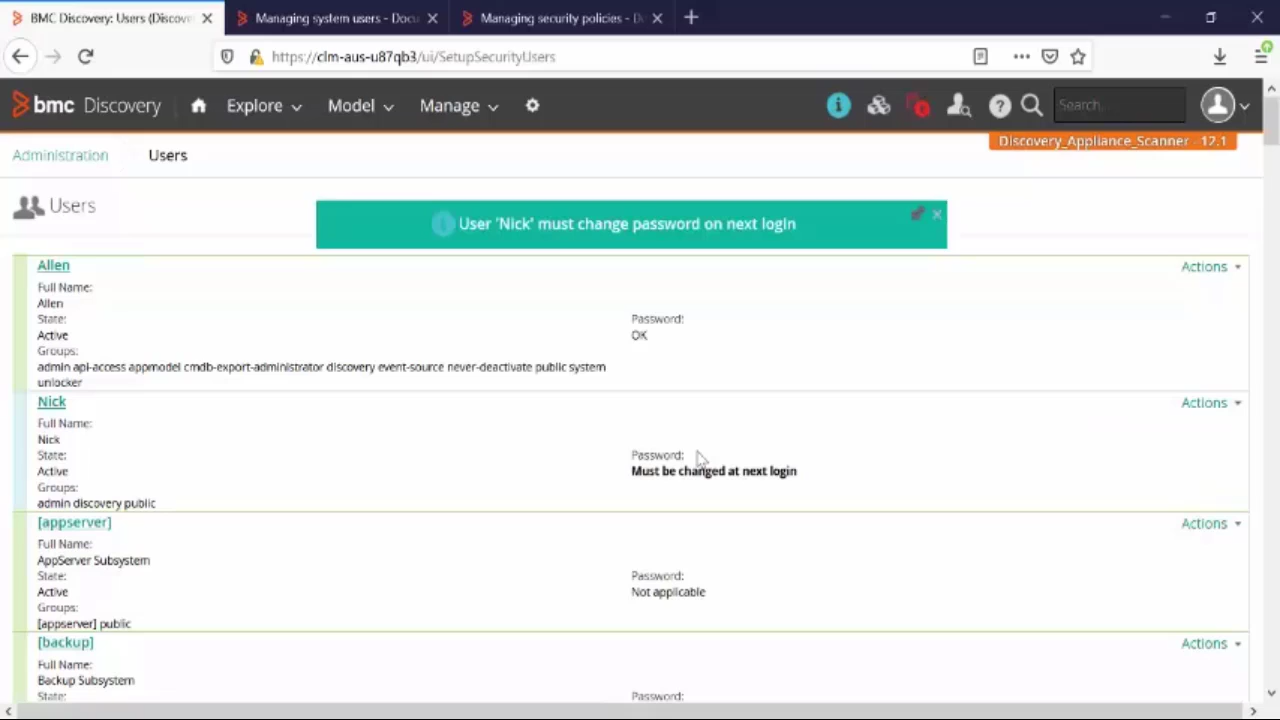 BMC Discovery: Users (Discove
Managing system users - Docu
Managing security policies - D
https://clm-aus-u87qb3/ui/SetupSecurityUsers
bmc Discovery
Explore
Model
Manage
Search
Administration
Users
Discovery_Appliance_Scanner - 12.1
Users
User 'Nick' must change password on next login
Allen
Actions
Full Name:
Allen
State:
Password:
Active
OK
Groups:
admin api-access appmodel cmdb-export-administrator discovery event-source never-deactivate public system
unlocker
Nick
Actions
Full Name:
Nick
State:
Password:
Active
Must be changed at next login
Groups:
admin discovery public
[appserver]
Actions
Full Name:
AppServer Subsystem
State:
Password:
Active
Not applicable
Groups:
[appserver] public
[backup]
Actions
Full Name:
Backup Subsystem
State:
Password: